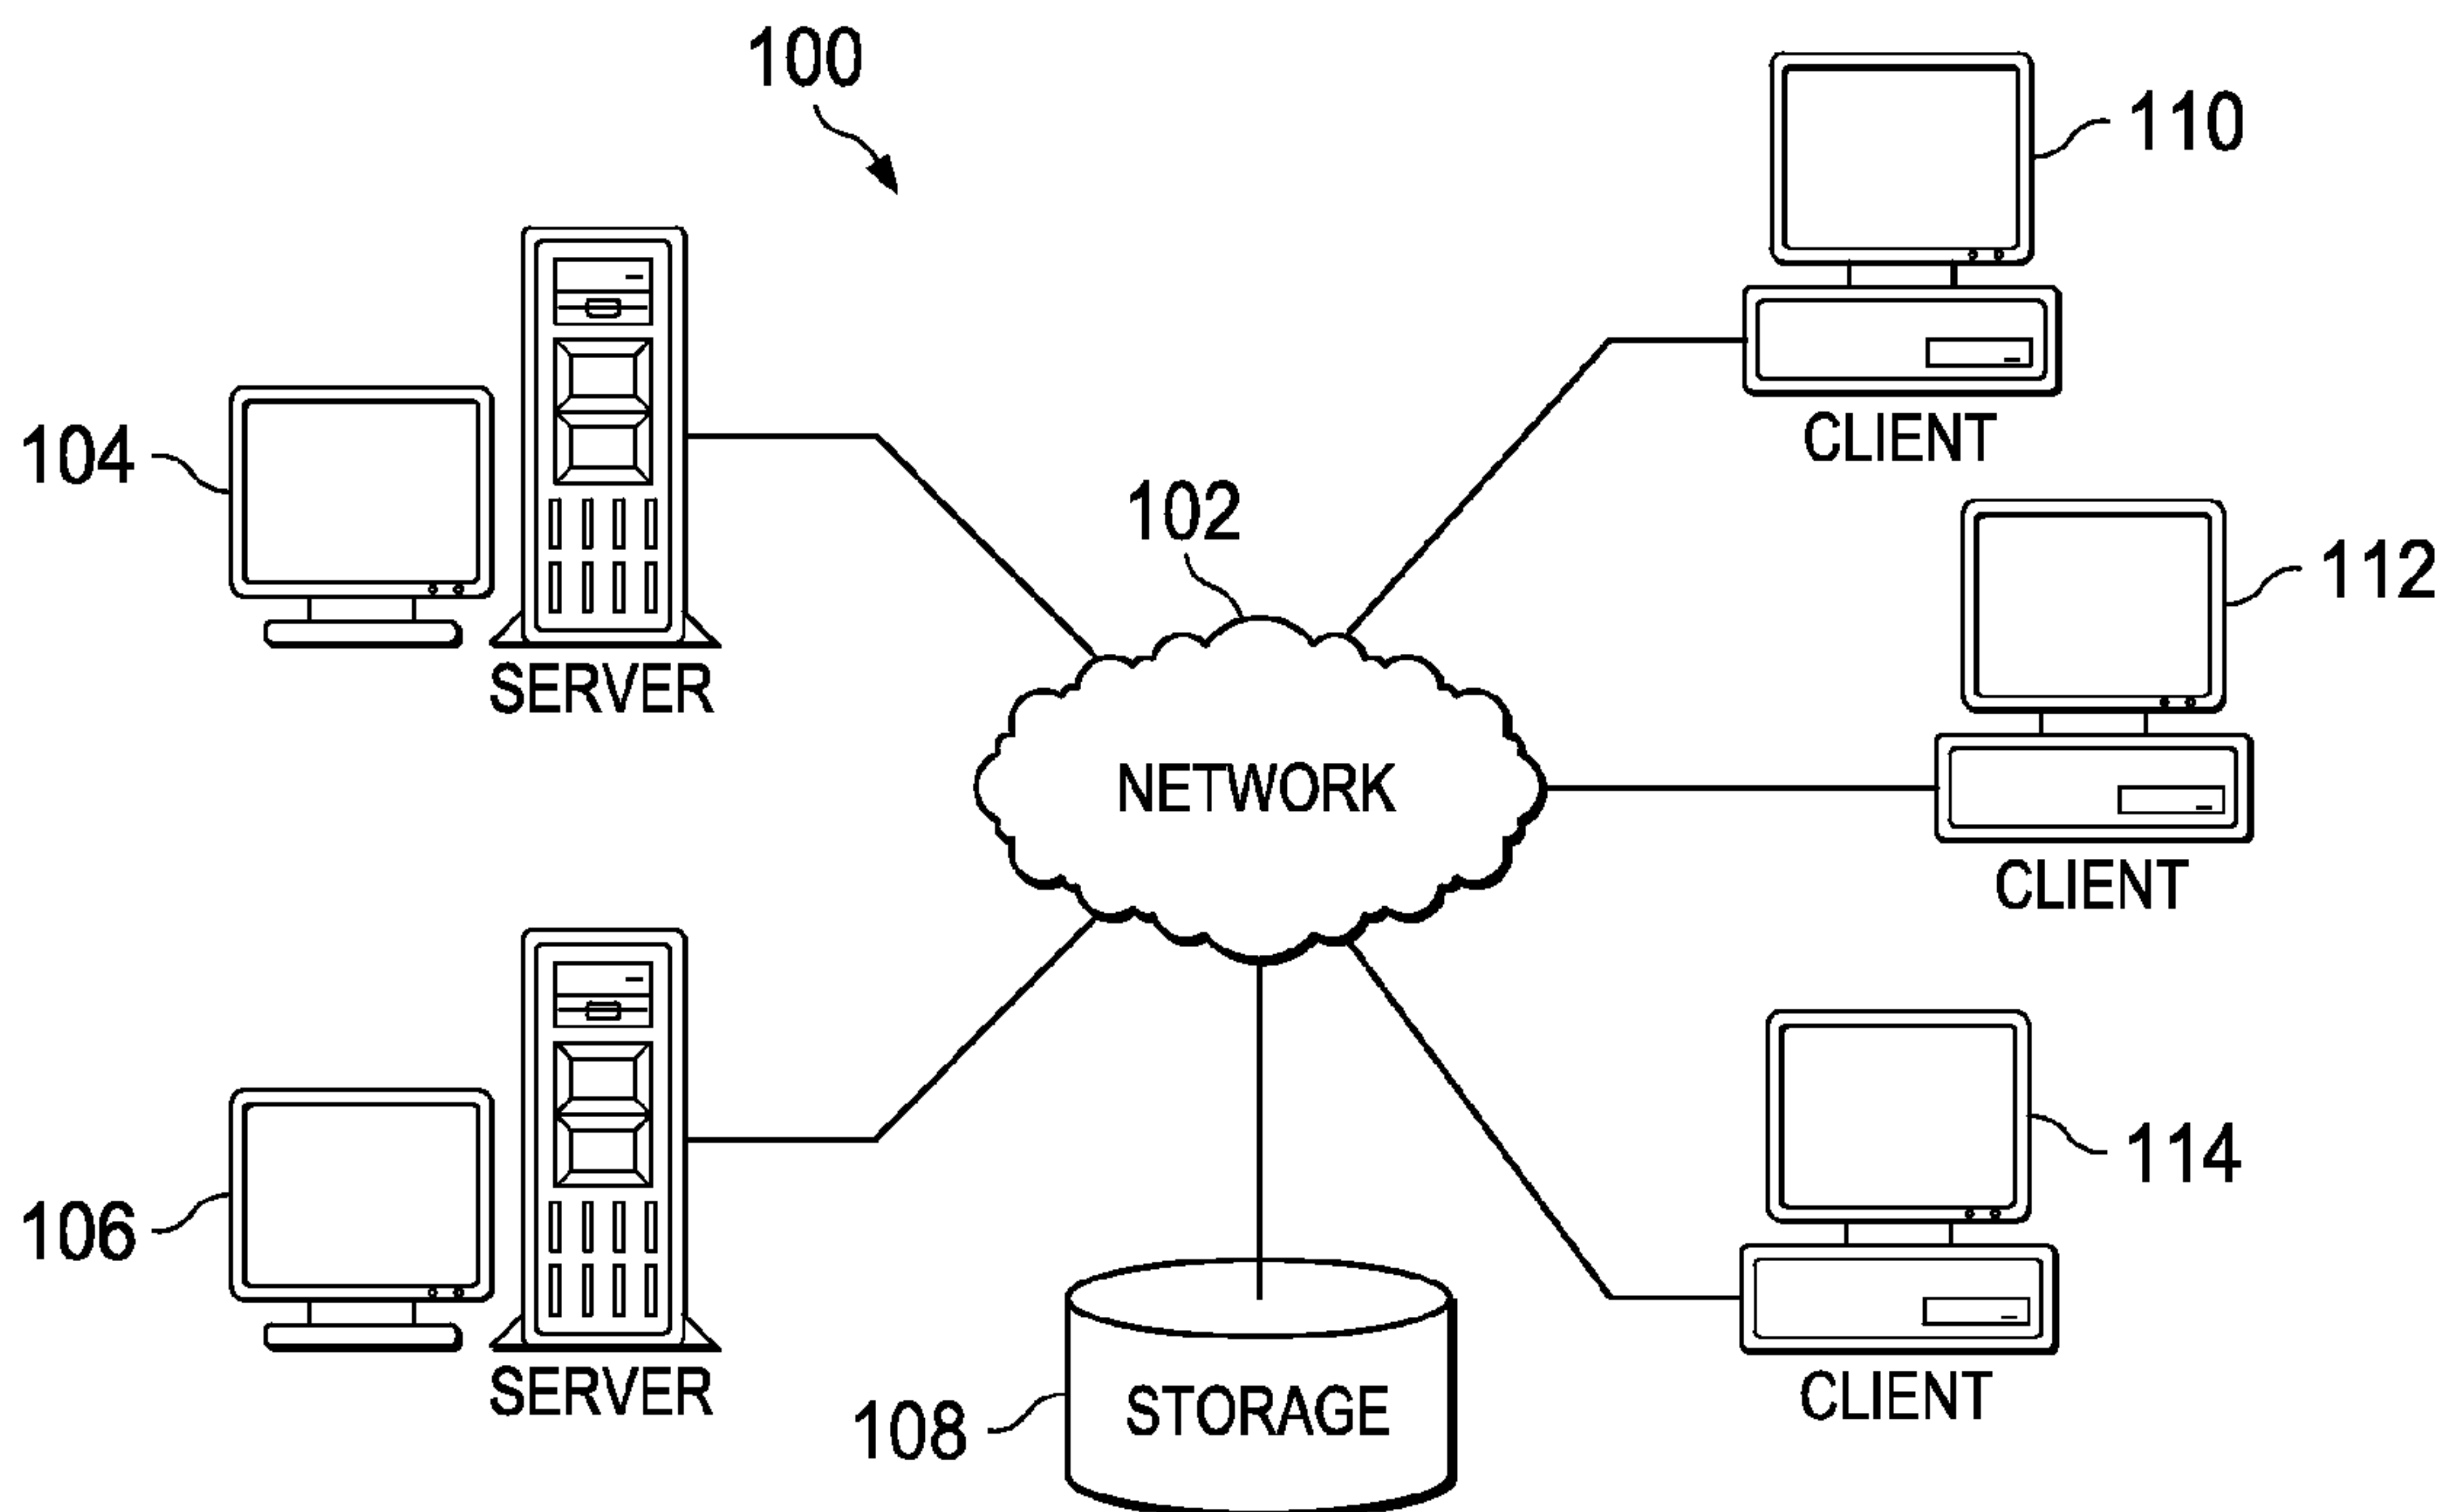 100
110
CLIENT
104
SERVER
102
112
CLIENT
NETWORK
106
SERVER
114
CLIENT
108
STORAGE